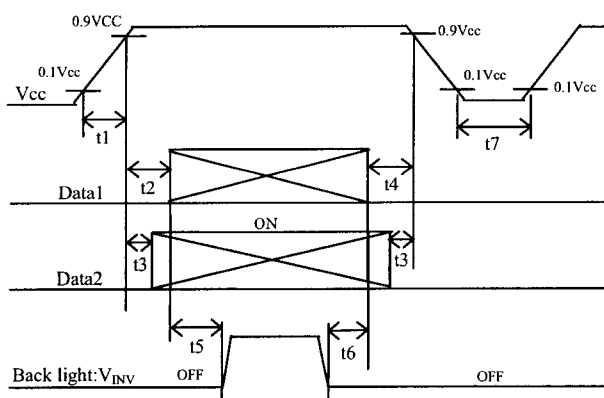 0.9VCC
0.9Vcc
0.1Vcc
0.1Vcc
0.1Vcc
Vcc
t1
t7
t2
t4
Data1
ON
t3
t3
Data2
t5
t6
Back light:VINV
OFF
OFF